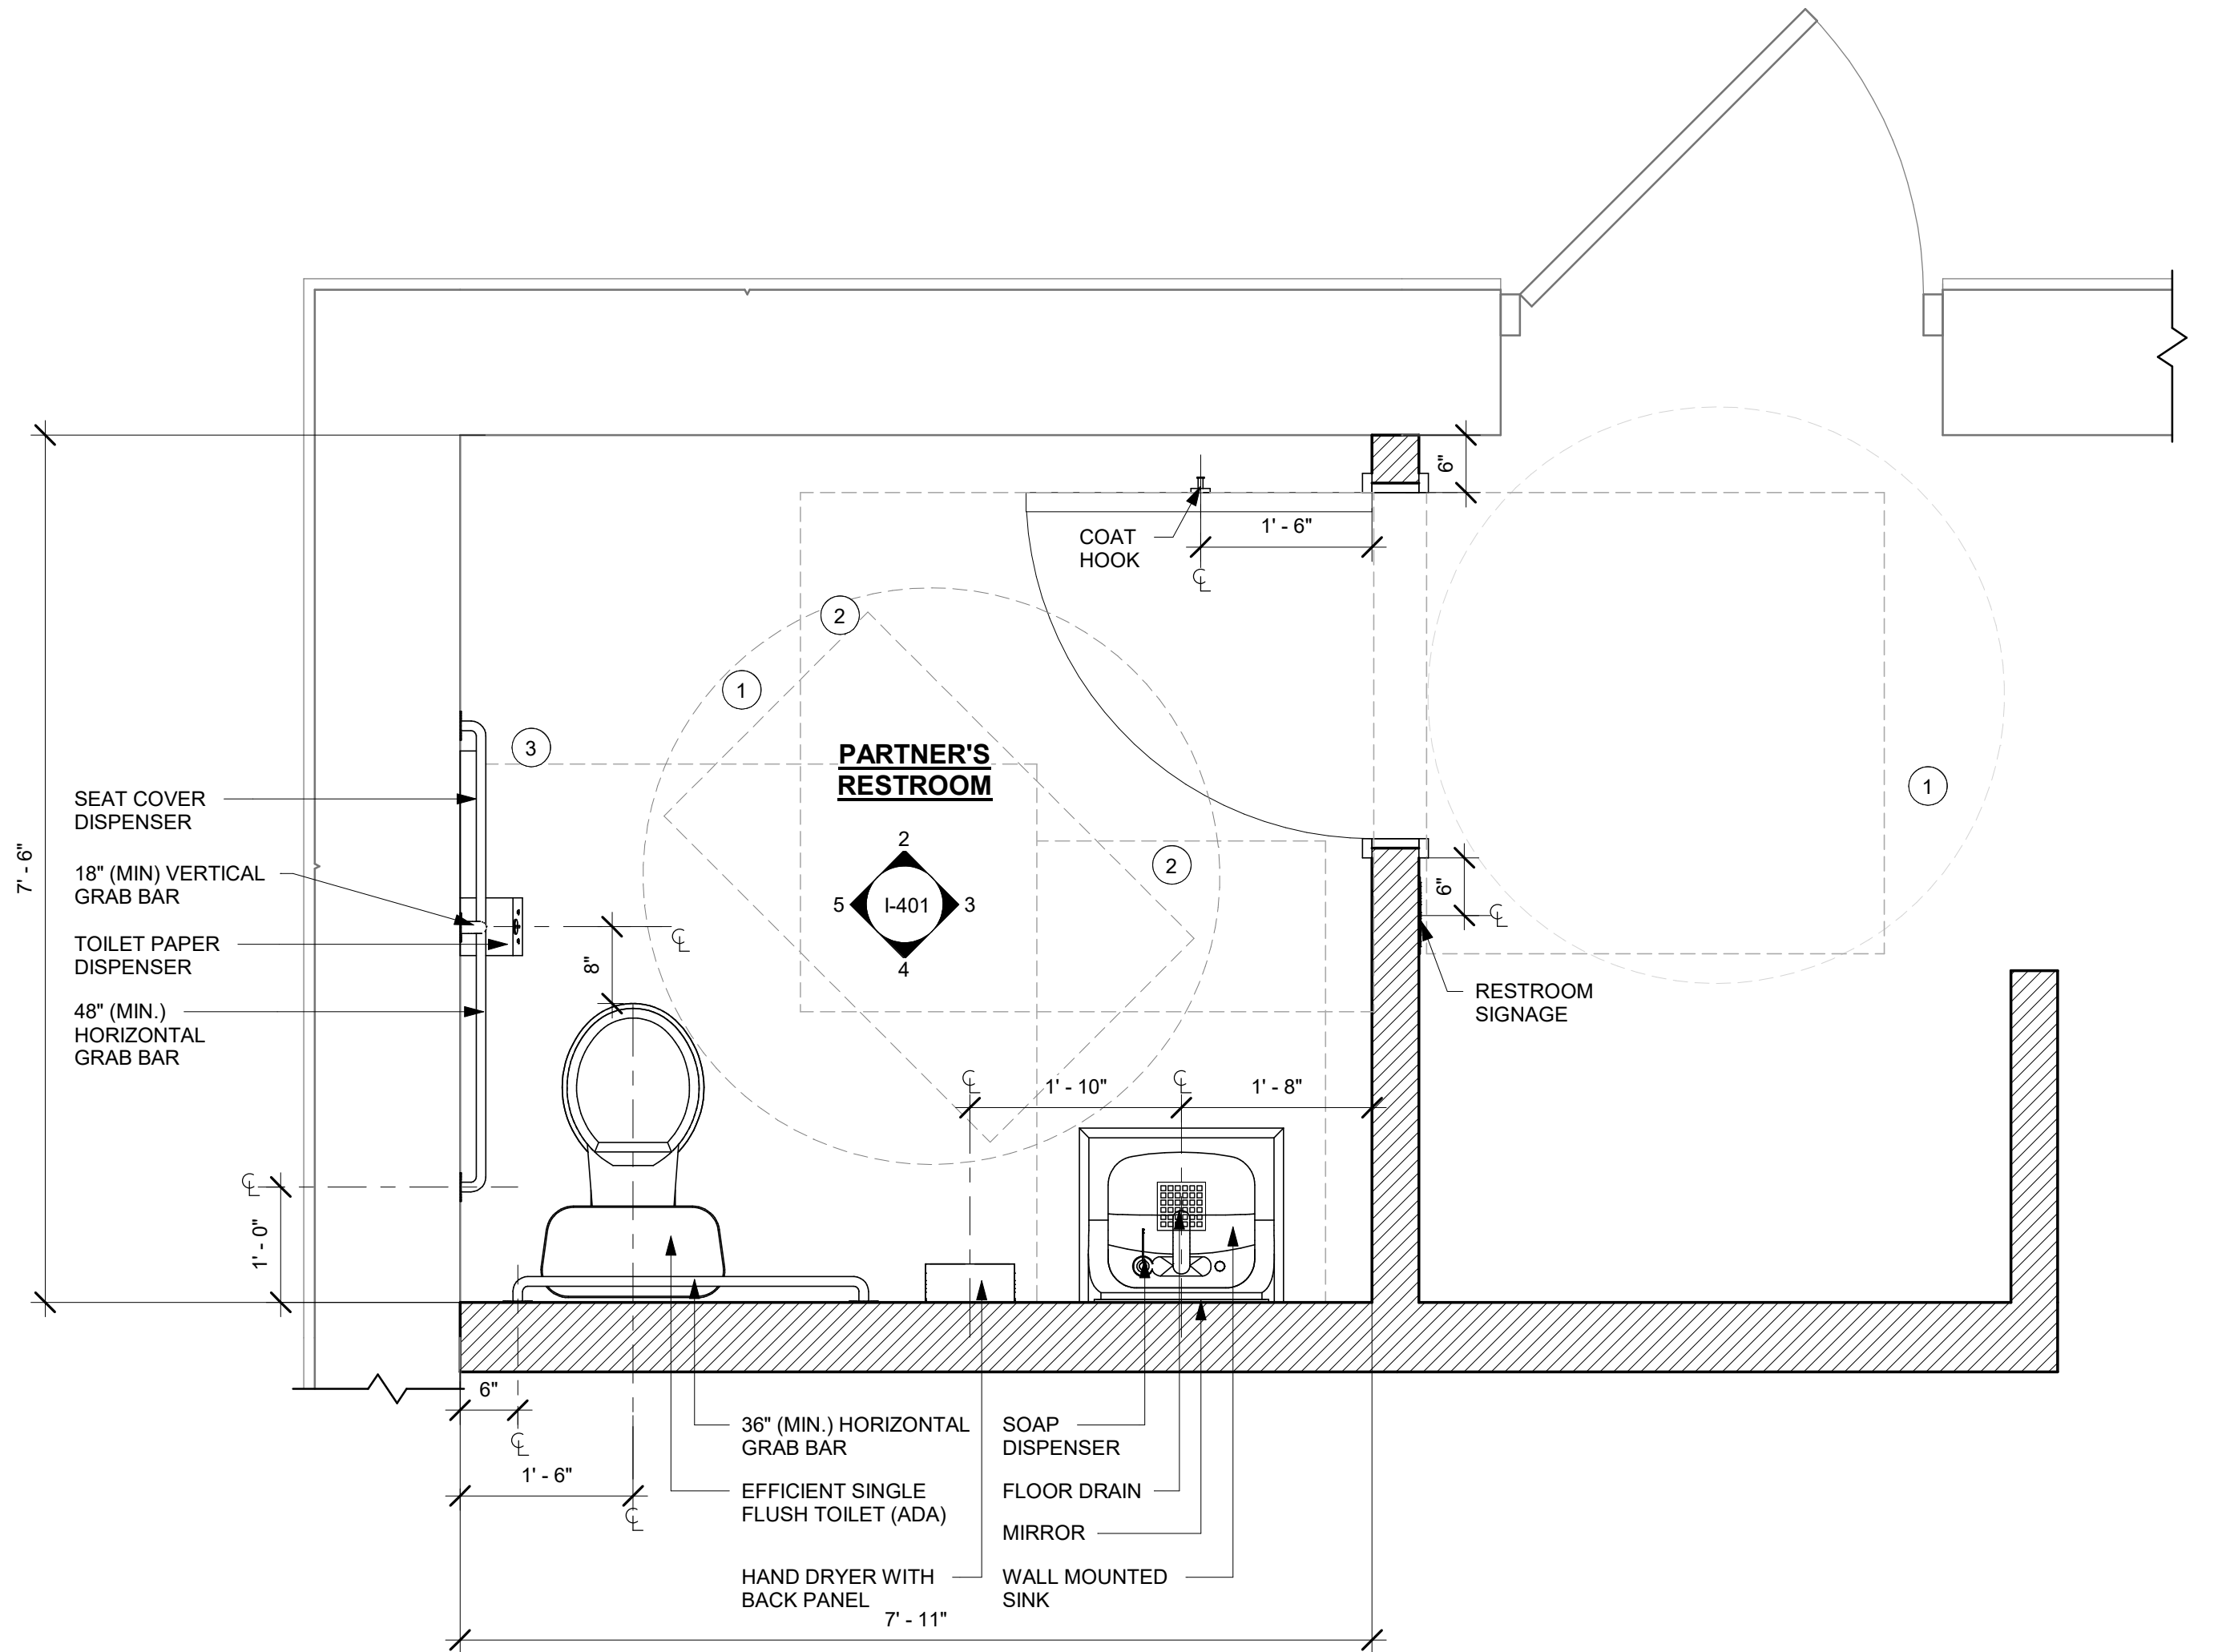 6"
COAT
HOOK
1' - 6"
℄
2
1
3
PARTNER'S
RESTROOM
2
5
I-401
3
4
2
1
6"
℄
RESTROOM
SIGNAGE
7' - 6"
SEAT COVER
DISPENSER
18" (MIN) VERTICAL
GRAB BAR
TOILET PAPER
DISPENSER
48" (MIN.)
HORIZONTAL
GRAB BAR
8"
℄
℄
1' - 10"
℄
1' - 8"
℄
1' - 0"
6"
℄
1' - 6"
℄
36" (MIN.) HORIZONTAL
GRAB BAR
EFFICIENT SINGLE
FLUSH TOILET (ADA)
HAND DRYER WITH
BACK PANEL
SOAP
DISPENSER
FLOOR DRAIN
MIRROR
WALL MOUNTED
SINK
7' - 11"